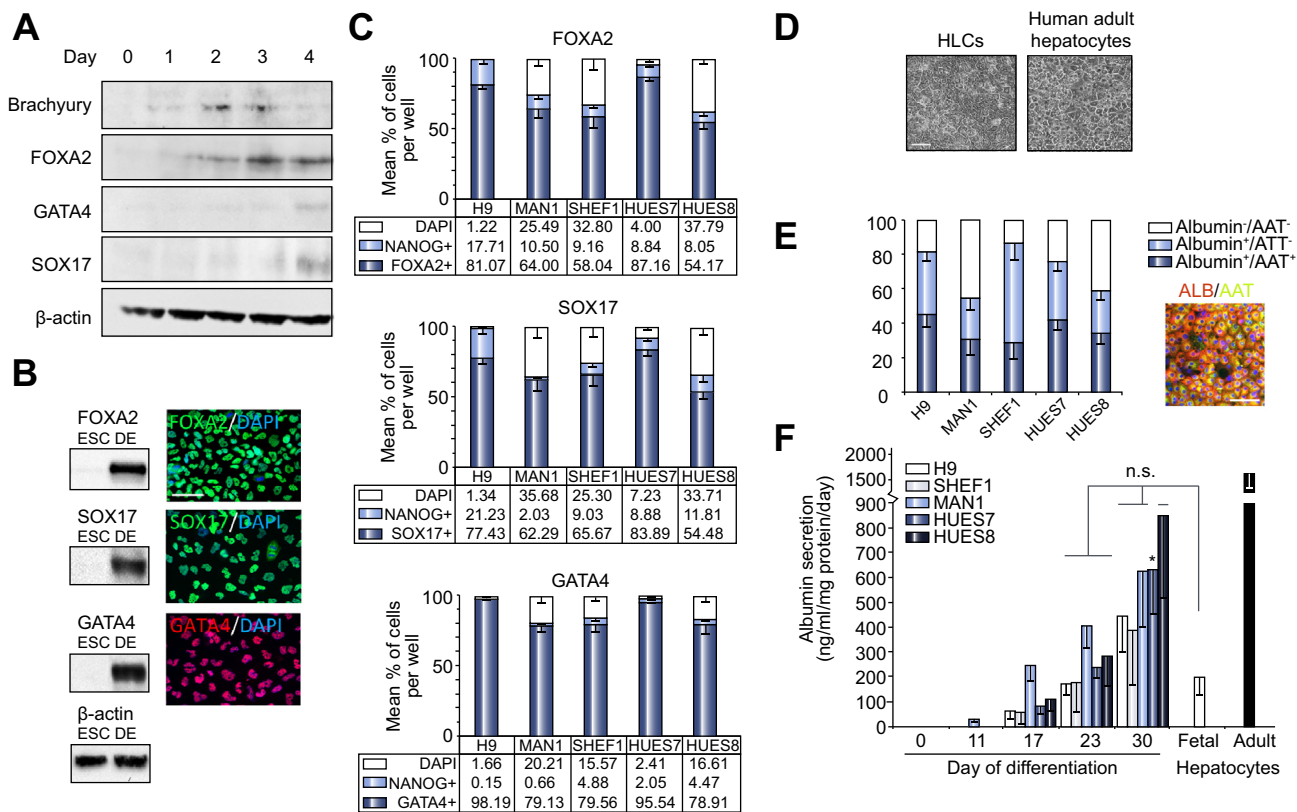 A
Day 0 1 2 3 4
Brachyury
FOXA2
GATA4
SOX17
β-actin
B
FOXA2
ESC DE
FOXA2/DAPI
SOX17
ESC DE
SOX17/DAPI
GATA4
ESC DE
GATA4/DAPI
β-actin
ESC DE
C
FOXA2
Mean % of cells
per well
100
50
0
H9 MAN1 SHEF1 HUES7 HUES8
DAPI 1.22 25.49 32.80 4.00 37.79
NANOG+ 17.71 10.50 9.16 8.84 8.05
FOXA2+ 81.07 64.00 58.04 87.16 54.17
SOX17
Mean % of cells
per well
100
50
0
H9 MAN1 SHEF1 HUES7 HUES8
DAPI 1.34 35.68 25.30 7.23 33.71
NANOG+ 21.23 2.03 9.03 8.88 11.81
SOX17+ 77.43 62.29 65.67 83.89 54.48
GATA4
Mean % of cells
per well
100
50
0
H9 MAN1 SHEF1 HUES7 HUES8
DAPI 1.66 20.21 15.57 2.41 16.61
NANOG+ 0.15 0.66 4.88 2.05 4.47
GATA4+ 98.19 79.13 79.56 95.54 78.91
D
HLCs
Human adult
hepatocytes
E
100
80
60
40
20
0
H9 MAN1 SHEF1 HUES7 HUES8
Albumin⁻/AAT⁻
Albumin⁺/ATT⁻
Albumin⁺/AAT⁺
ALB/AAT
F
Albumin secretion
(ng/ml/mg protein/day)
2000
1500
900
800
700
600
500
400
300
200
100
0
H9
SHEF1
MAN1
HUES7
HUES8
n.s.
*
0 11 17 23 30 Fetal Adult
Day of differentiation Hepatocytes